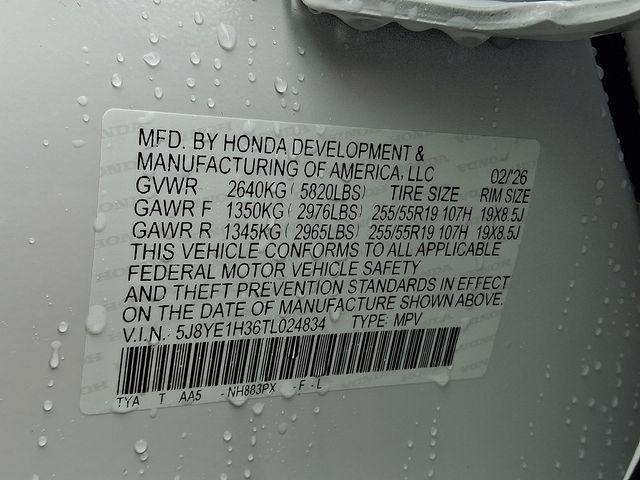 MFD. BY HONDA DEVELOPMENT &
MANUFACTURING OF AMERICA, LLC 02/'26
GVWR 2640KG ( 5820LBS) TIRE SIZE RIM SIZE
GAWR F 1350KG ( 2976LBS) 255/55R19 107H 19X8.5J
GAWR R 1345KG ( 2965LBS) 255/55R19 107H 19X8.5J
THIS VEHICLE CONFORMS TO ALL APPLICABLE
FEDERAL MOTOR VEHICLE SAFETY
AND THEFT PREVENTION STANDARDS IN EFFECT
ON THE DATE OF MANUFACTURE SHOWN ABOVE.
V.I.N.: 5J8YE1H36TL024834 TYPE: MPV
TYA T AA5 -NH883PX -F-L